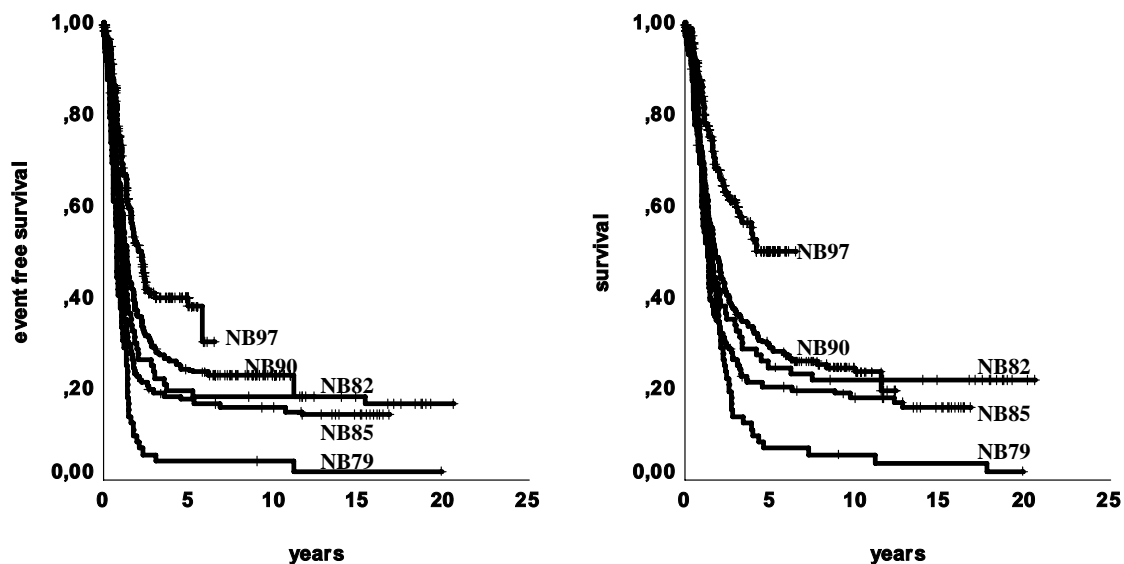 event free survival
1,00
,80
,60
,40
,20
0,00
NB97
NB90
NB82
NB85
NB79
0 5 10 15 20 25
years
survival
1,00
,80
,60
,40
,20
0,00
NB97
NB90
NB82
NB85
NB79
0 5 10 15 20 25
years